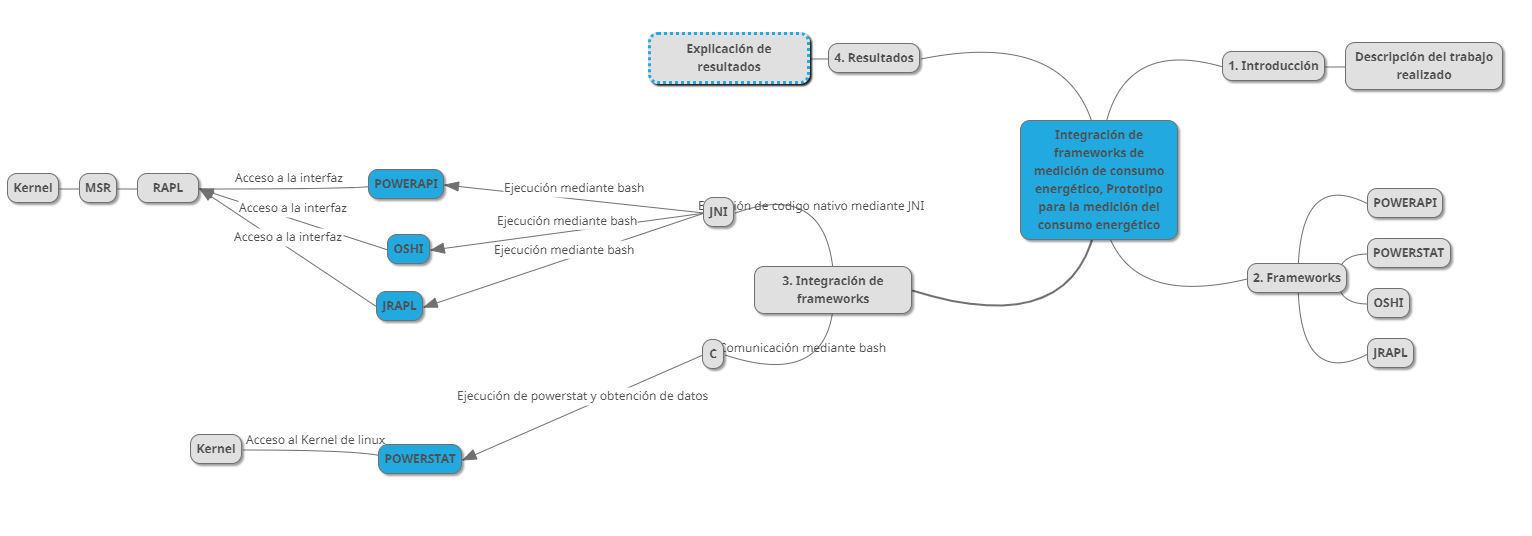 Explicación de
resultados
4. Resultados
1. Introducción
Descripción del trabajo
realizado
Integración de
frameworks de
medición de consumo
energético, Prototipo
para la medición del
consumo energético
Kernel
MSR
RAPL
Acceso a la interfaz
Acceso a la interfaz
Acceso a la interfaz
POWERAPI
OSHI
JRAPL
Ejecución mediante bash
Ejecución mediante bash
Ejecución mediante bash
JNI
de codigo nativo mediante JNI
3. Integración de
frameworks
2. Frameworks
POWERAPI
POWERSTAT
OSHI
JRAPL
C
Comunicación mediante bash
Ejecución de powerstat y obtención de datos
Kernel
Acceso al Kernel de linux
POWERSTAT